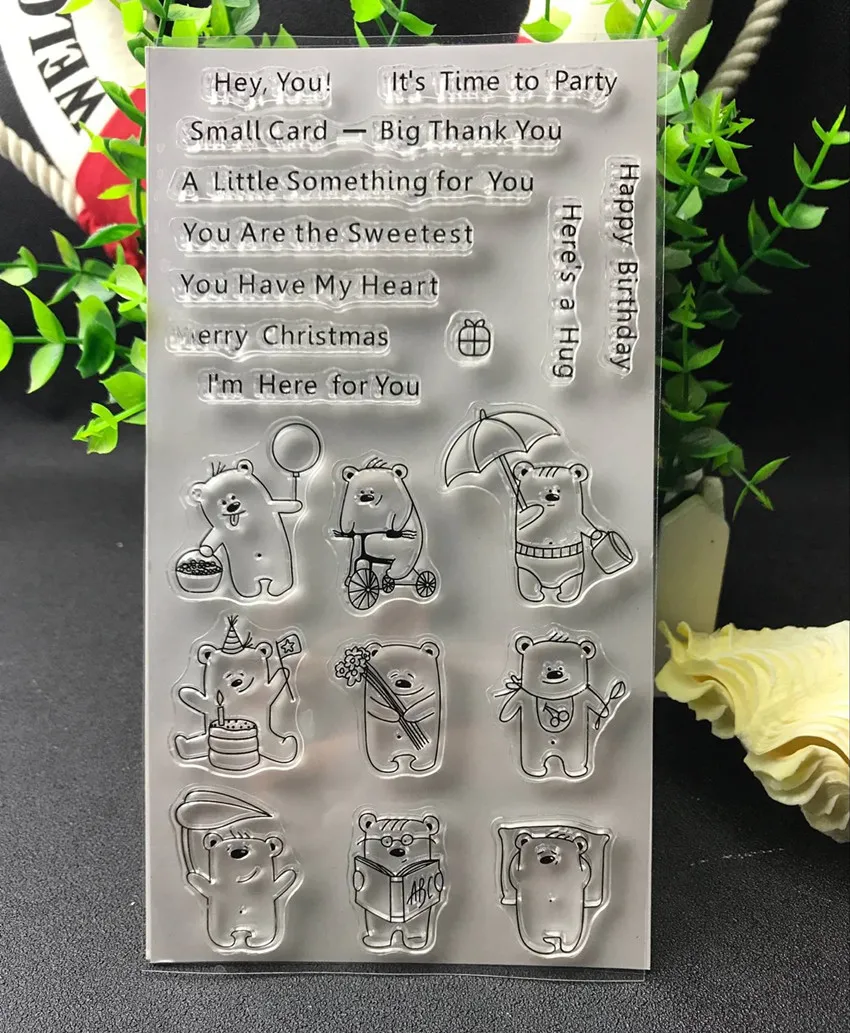 WELCO
Hey, You!
It's Time to Party
Small Card — Big Thank You
A Little Something for You
You Are the Sweetest
You Have My Heart
Merry Christmas
I'm Here for You
Here's a Hug
Happy Birthday
ABC